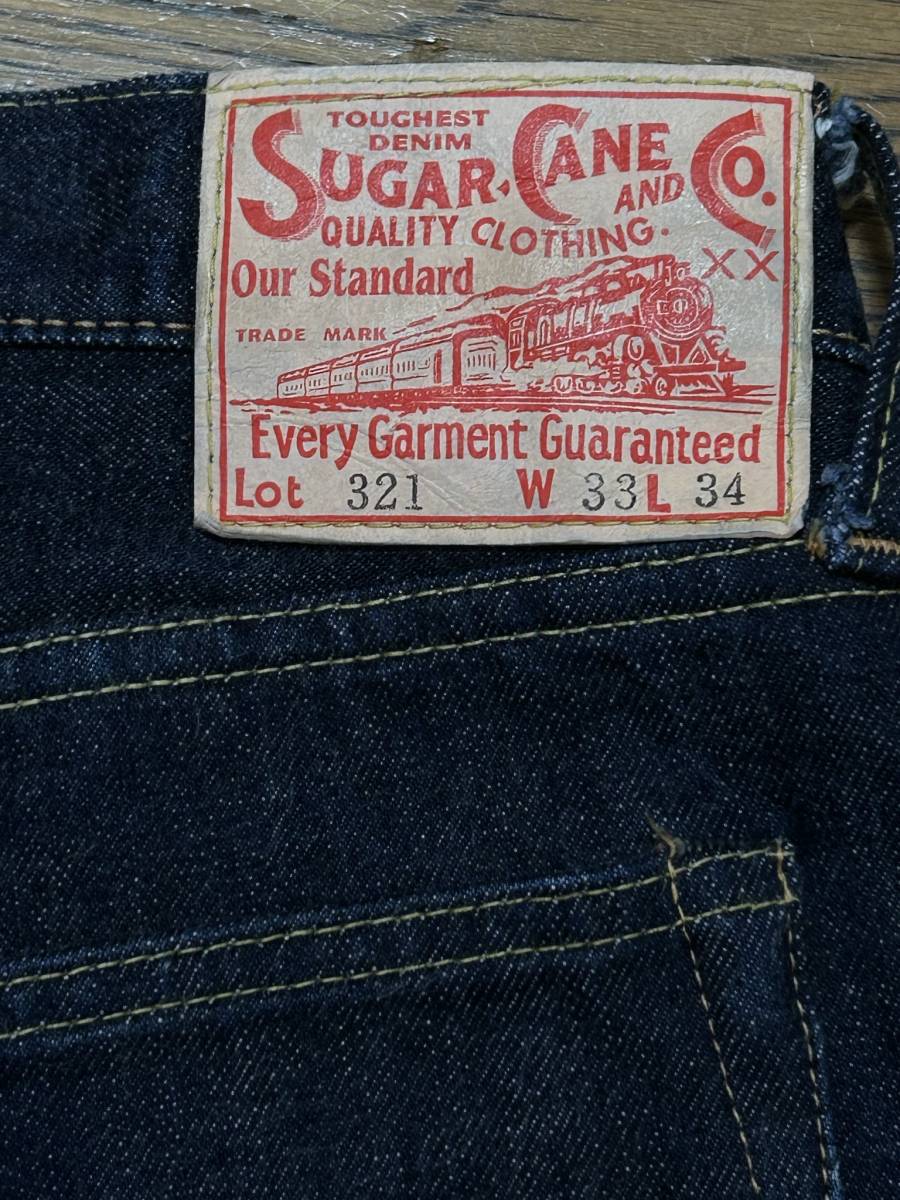 TOUGHEST
DENIM
SUGAR CANE CO.
AND
QUALITY CLOTHING.
Our Standard XX
TRADE MARK
Every Garment Guaranteed
Lot 321 W 33 L 34